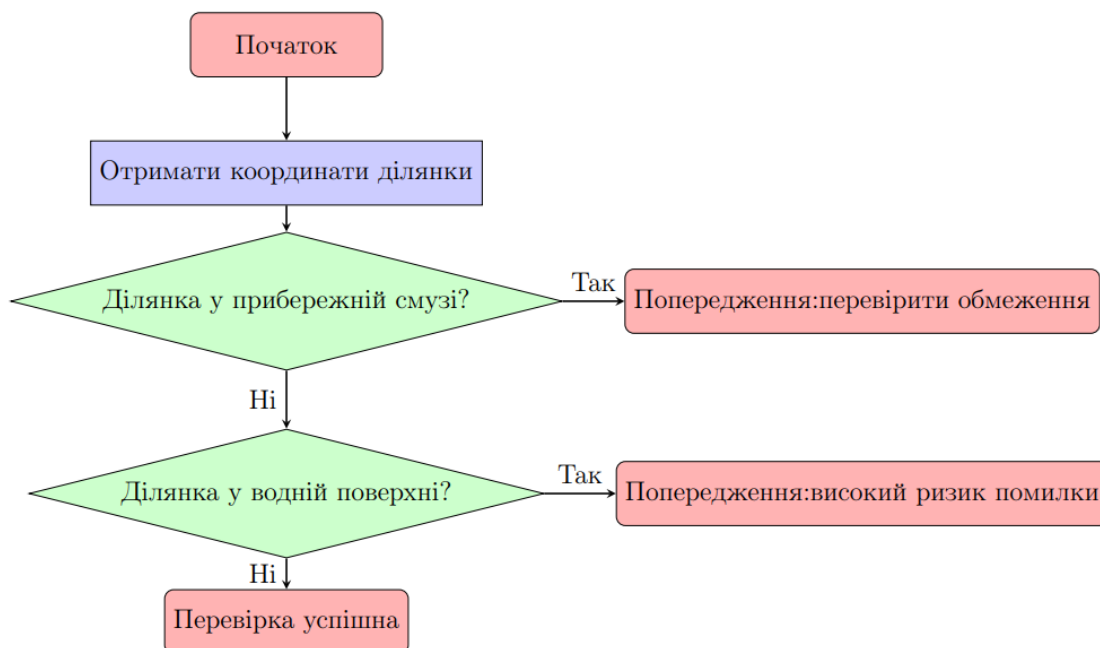 Початок
Отримати координати ділянки
Ділянка у прибережній смузі?
Так
Попередження:перевірити обмеження
Ні
Ділянка у водній поверхні?
Так
Попередження:високий ризик помилки
Ні
Перевірка успішна